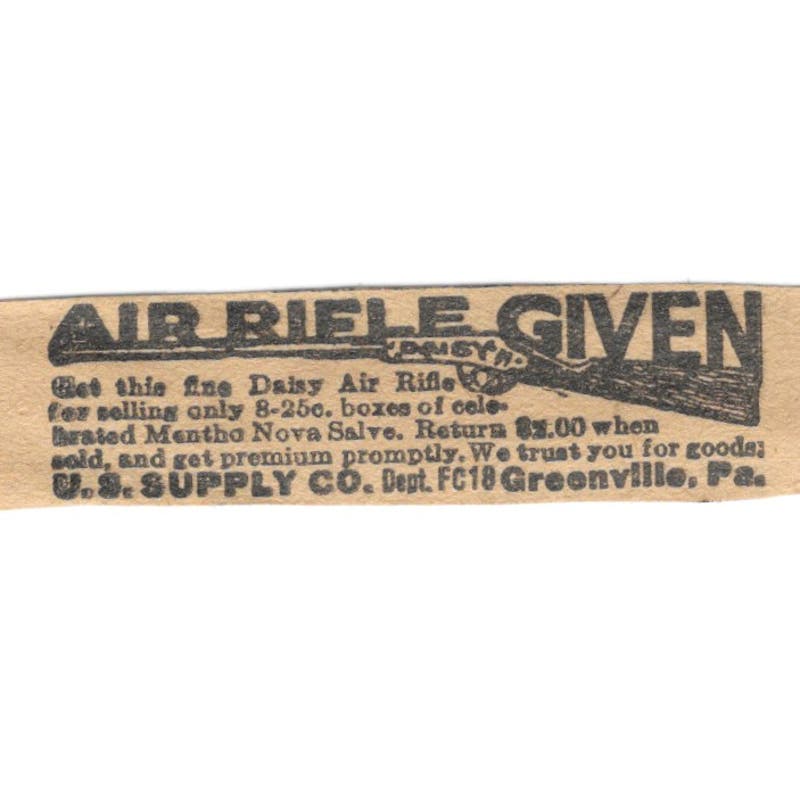 AIR RIFLE GIVEN
DAISY
Get this fine Daisy Air Rifle
for selling only 8-25c. boxes of cele-
brated Mentho Nova Salve. Return $2.00 when
sold, and get premium promptly. We trust you for goods;
U.S. SUPPLY CO. Dept. FC18 Greenville, Pa.